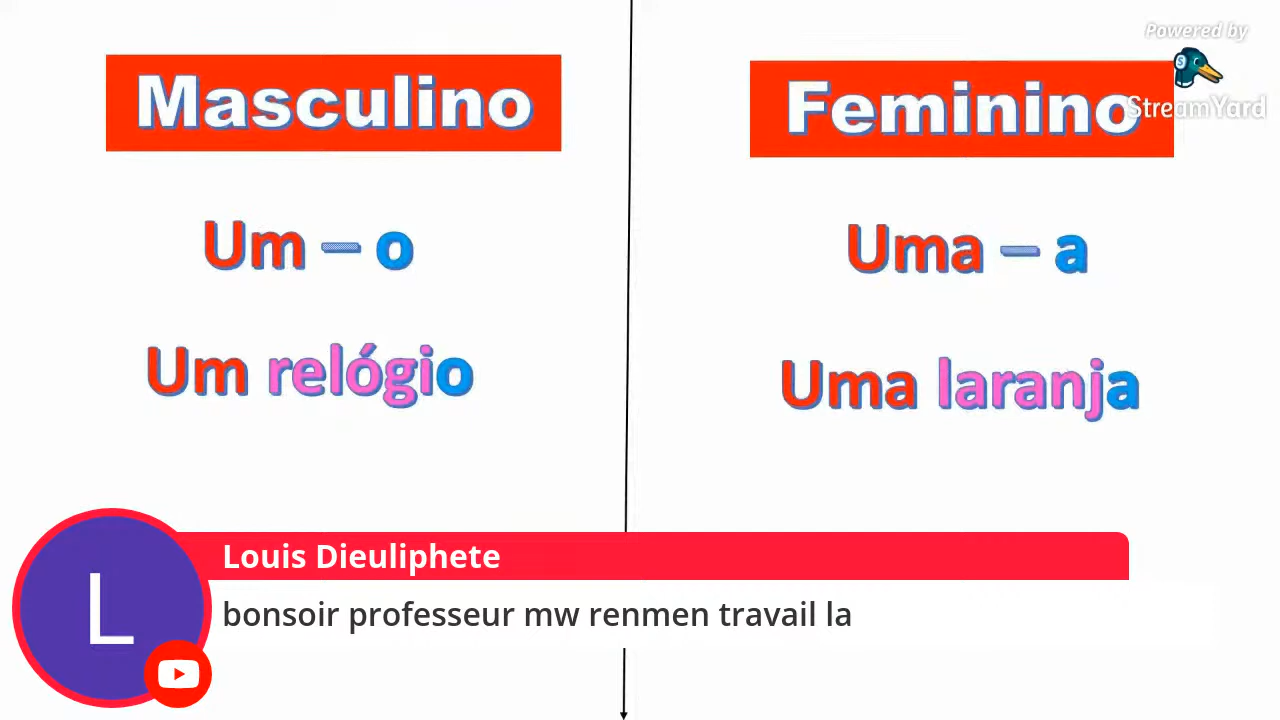 Powered by
StreamYard
Masculino
Feminino
Um – o
Uma – a
Um relógio
Uma laranja
L
Louis Dieuliphete
bonsoir professeur mw renmen travail la